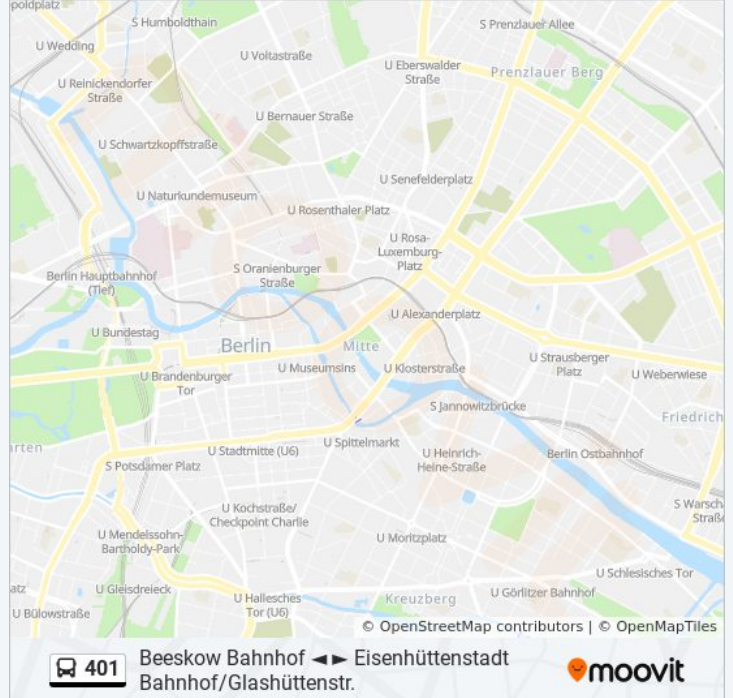 poldplatz
S Humboldthain
S Prenzlauer Allee
U Wedding
U Voltastraße
U Eberswalder
Straße
Prenzlauer Berg
U Reinickendorfer
Straße
U Bernauer Straße
U Schwartzkopffstraße
U Senefelderplatz
U Naturkundemuseum
U Rosenthaler Platz
U Rosa-
Luxemburg-
Platz
Berlin Hauptbahnhof
(Tief)
S Oranienburger
Straße
U Alexanderplatz
U Bundestag
Berlin
Mitte
U Museumsins
U Klosterstraße
U Strausberger
Platz
U Weberwiese
U Brandenburger
Tor
S Jannowitzbrücke
Friedrich
rten
U Stadtmitte (U6)
U Spittelmarkt
U Heinrich-
Heine-Straße
Berlin Ostbahnhof
S Potsdamer Platz
S Warsch
Straße
U Kochstraße/
Checkpoint Charlie
U Mendelssohn-
Bartholdy-Park
U Moritzplatz
U Schlesisches Tor
atz
U Gleisdreieck
U Hallesches
Tor (U6)
Kreuzberg
U Görlitzer Bahnhof
U Bülowstraße
© OpenStreetMap contributors | © OpenMapTiles
401
Beeskow Bahnhof ◄► Eisenhüttenstadt
Bahnhof/Glashüttenstr.
moovit